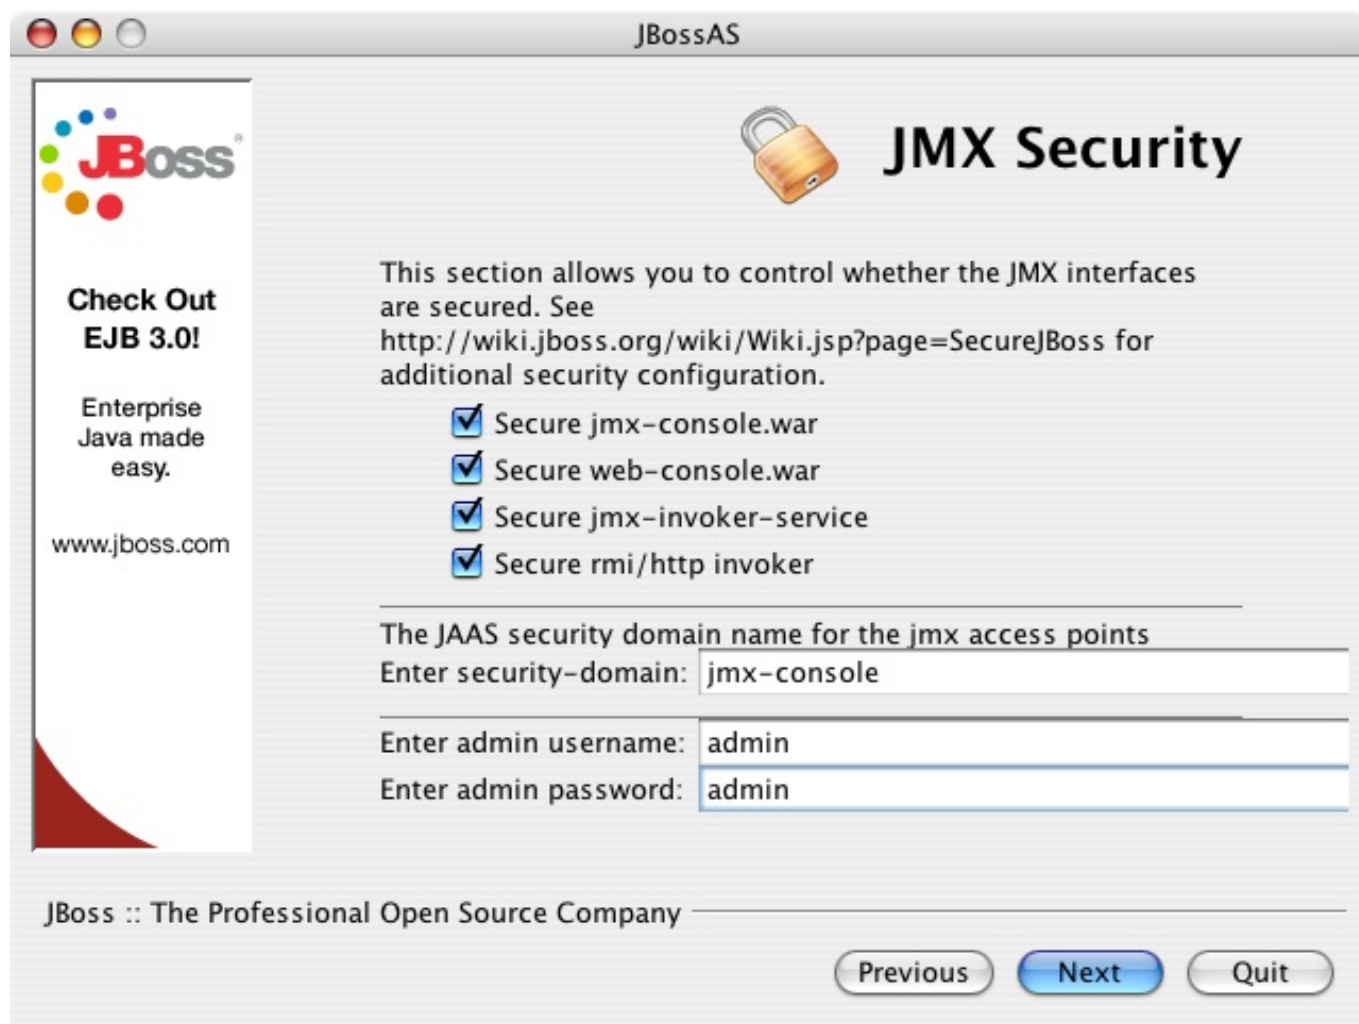 JBossAS
JBoss®
Check Out
EJB 3.0!
Enterprise
Java made
easy.
www.jboss.com
JMX Security
This section allows you to control whether the JMX interfaces
are secured. See
http://wiki.jboss.org/wiki/Wiki.jsp?page=SecureJBoss for
additional security configuration.
Secure jmx-console.war
Secure web-console.war
Secure jmx-invoker-service
Secure rmi/http invoker
The JAAS security domain name for the jmx access points
Enter security-domain: jmx-console
Enter admin username: admin
Enter admin password: admin
JBoss :: The Professional Open Source Company
Previous Next Quit